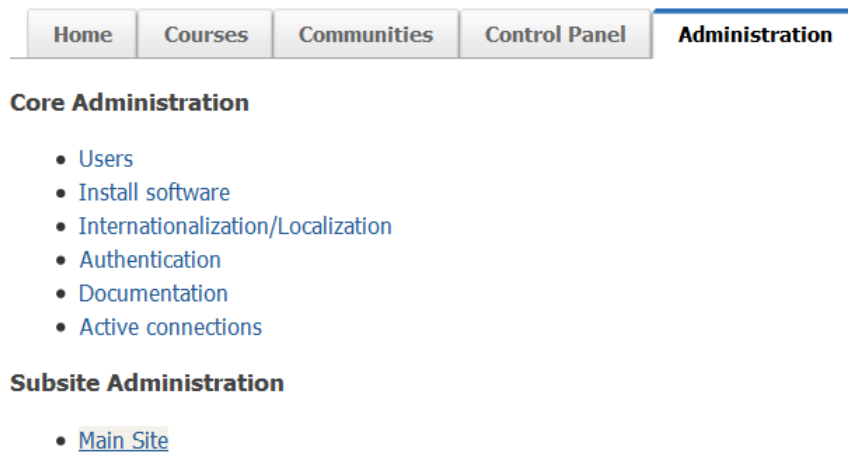 Home Courses Communities Control Panel Administration
Core Administration
Users
Install software
Internationalization/Localization
Authentication
Documentation
Active connections
Subsite Administration
Main Site